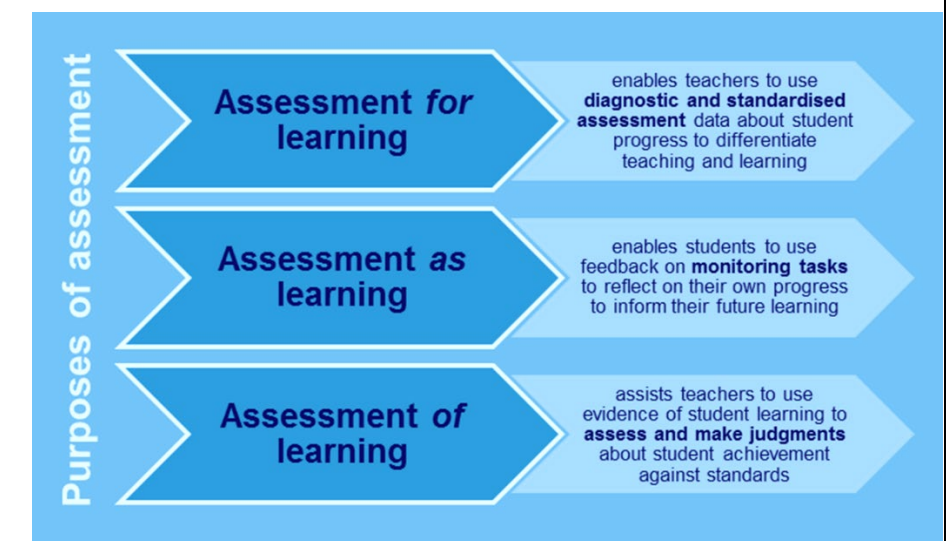 Purposes of assessment
Assessment for
learning
enables teachers to use
diagnostic and standardised
assessment data about student
progress to differentiate
teaching and learning
Assessment as
learning
enables students to use
feedback on monitoring tasks
to reflect on their own progress
to inform their future learning
Assessment of
learning
assists teachers to use
evidence of student learning to
assess and make judgments
about student achievement
against standards